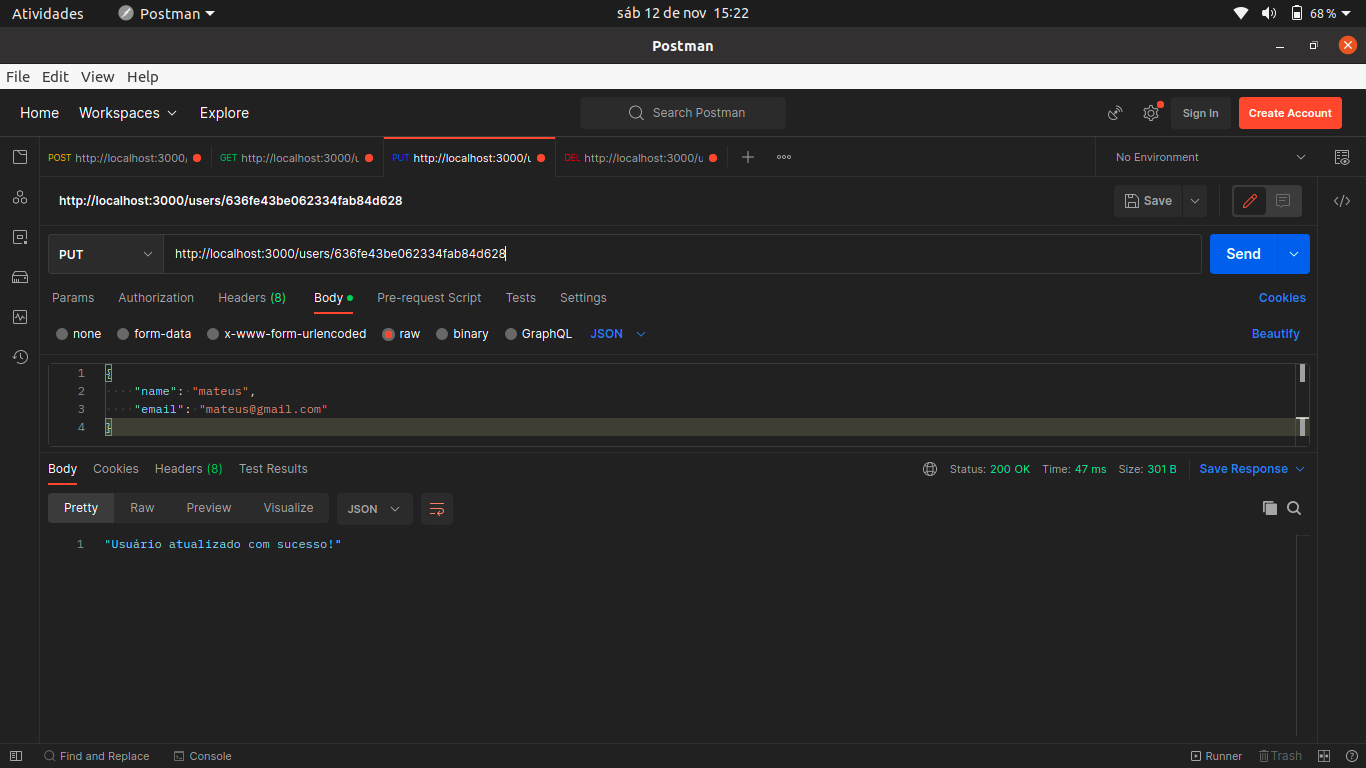 Atividades Postman sáb 12 de nov 15:22 68 %
Postman
File Edit View Help
Home Workspaces Explore Search Postman Sign In Create Account
POST http://localhost:3000/ GET http://localhost:3000/u PUT http://localhost:3000/u DEL http://localhost:3000/u No Environment
http://localhost:3000/users/636fe43be062334fab84d628 Save
PUT http://localhost:3000/users/636fe43be062334fab84d628 Send
Params Authorization Headers (8) Body Pre-request Script Tests Settings Cookies
none form-data x-www-form-urlencoded raw binary GraphQL JSON Beautify
1 {
2 "name": "mateus",
3 "email": "mateus@gmail.com"
4 }
Body Cookies Headers (8) Test Results Status: 200 OK Time: 47 ms Size: 301 B Save Response
Pretty Raw Preview Visualize JSON
1 "Usuário atualizado com sucesso!"
Find and Replace Console Runner Trash